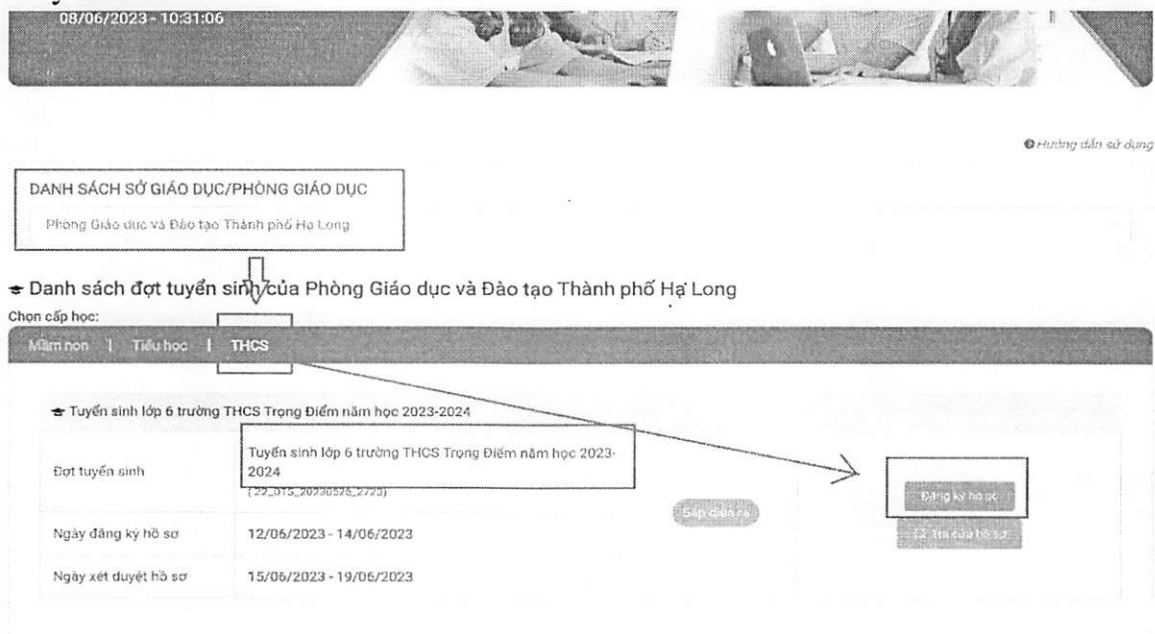 08/06/2023 - 10:31:06
Hướng dẫn sử dụng
DANH SÁCH SỞ GIÁO DỤC/PHÒNG GIÁO DỤC
Phòng Giáo dục và Đào tạo Thành phố Hạ Long
Danh sách đợt tuyển sinh của Phòng Giáo dục và Đào tạo Thành phố Hạ Long
Chọn cấp học:
Mầm non | Tiểu học | THCS
Tuyển sinh lớp 6 trường THCS Trọng Điểm năm học 2023-2024
Đợt tuyển sinh
Tuyển sinh lớp 6 trường THCS Trọng Điểm năm học 2023-
2024
Sắp diễn ra
Đăng ký hồ sơ
Tra cứu hồ sơ
Ngày đăng ký hồ sơ
12/06/2023 - 14/06/2023
Ngày xét duyệt hồ sơ
15/06/2023 - 19/06/2023